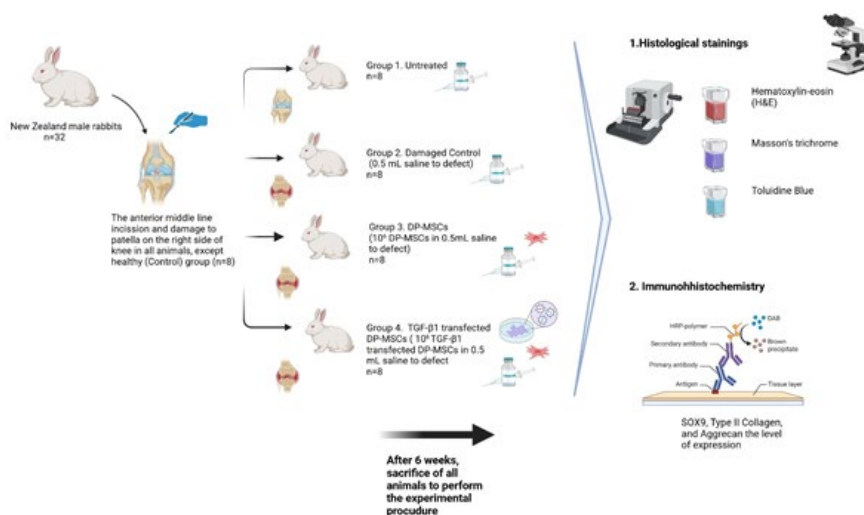 New Zealand male rabbits
n=32
The anterior middle line
incission and damage to
patella on the right side of
knee in all animals, except
healthy (Control) group (n=8)
Group 1. Untreated
n=8
Group 2. Damaged Control
(0.5 mL saline to defect)
n=8
Group 3. DP-MSCs
(10⁶ DP-MSCs in 0.5mL saline
to defect)
n=8
Group 4. TGF-β1 transfected
DP-MSCs ( 10⁶ TGF-β1
transfected DP-MSCs in 0.5
mL saline to defect
n=8
After 6 weeks,
sacrifice of all
animals to perform
the experimental
procudure
1.Histological stainings
Hematoxylin-eosin
(H&E)
Masson's trichrome
Toluidine Blue
2. Immunohhistochemistry
DAB
HRP-polymer
Brown
precipitate
Secondary antibody
Primary antibody
Antigen
Tissue layer
SOX9, Type II Collagen,
and Aggrecan the level
of expression